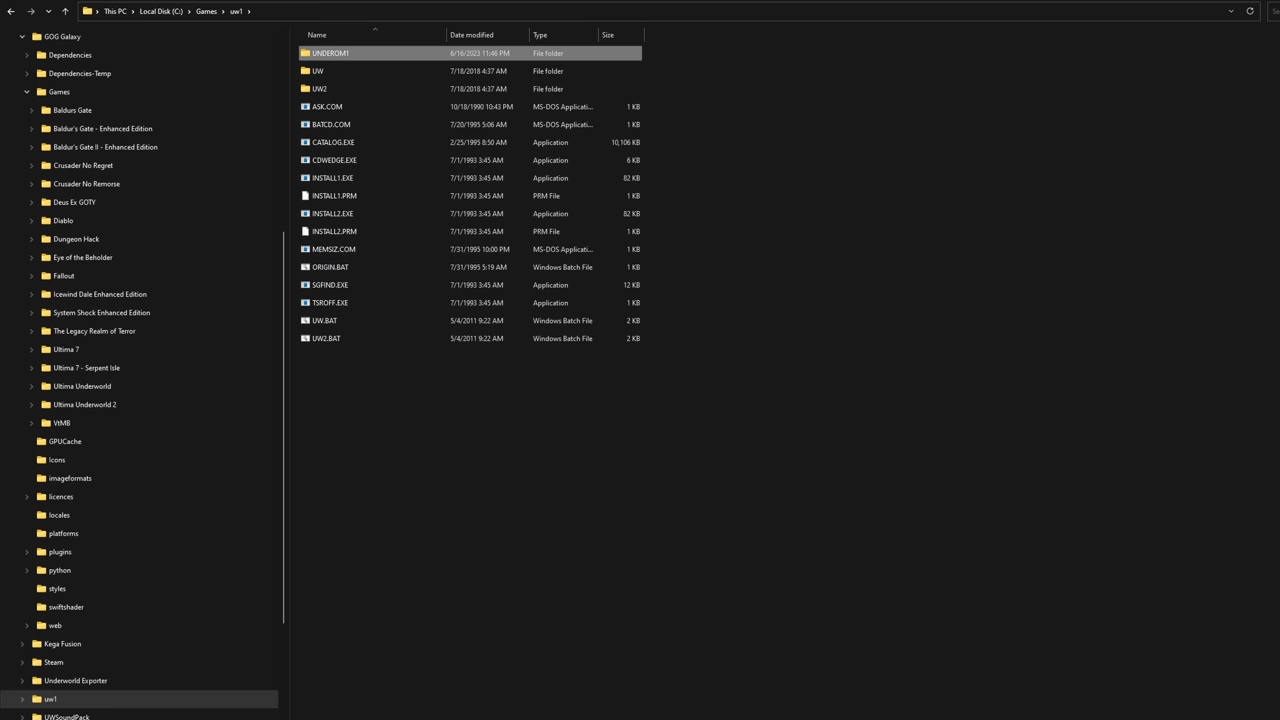 This PC > Local Disk (C:) > Games > uw1 >
GOG Galaxy
Dependencies
Dependencies-Temp
Games
Baldurs Gate
Baldur's Gate - Enhanced Edition
Baldur's Gate II - Enhanced Edition
Crusader No Regret
Crusader No Remorse
Deus Ex GOTY
Diablo
Dungeon Hack
Eye of the Beholder
Fallout
Icewind Dale Enhanced Edition
System Shock Enhanced Edition
The Legacy Realm of Terror
Ultima 7
Ultima 7 - Serpent Isle
Ultima Underworld
Ultima Underworld 2
VtMB
GPUCache
Icons
imageformats
licences
locales
platforms
plugins
python
styles
swiftshader
web
Kega Fusion
Steam
Underworld Exporter
uw1
UWSoundPack
Name Date modified Type Size
UNDEROM1 6/16/2023 11:46 PM File folder
UW 7/18/2018 4:37 AM File folder
UW2 7/18/2018 4:37 AM File folder
ASK.COM 10/18/1990 10:43 PM MS-DOS Applicati... 1 KB
BATCD.COM 7/20/1995 5:06 AM MS-DOS Applicati... 1 KB
CATALOG.EXE 2/25/1995 8:50 AM Application 10,106 KB
CDWEDGE.EXE 7/1/1993 3:45 AM Application 6 KB
INSTALL1.EXE 7/1/1993 3:45 AM Application 82 KB
INSTALL1.PRM 7/1/1993 3:45 AM PRM File 1 KB
INSTALL2.EXE 7/1/1993 3:45 AM Application 82 KB
INSTALL2.PRM 7/1/1993 3:45 AM PRM File 1 KB
MEMSIZ.COM 7/31/1995 10:00 PM MS-DOS Applicati... 1 KB
ORIGIN.BAT 7/31/1995 5:19 AM Windows Batch File 1 KB
SGFIND.EXE 7/1/1993 3:45 AM Application 12 KB
TSROFF.EXE 7/1/1993 3:45 AM Application 1 KB
UW.BAT 5/4/2011 9:22 AM Windows Batch File 2 KB
UW2.BAT 5/4/2011 9:22 AM Windows Batch File 2 KB